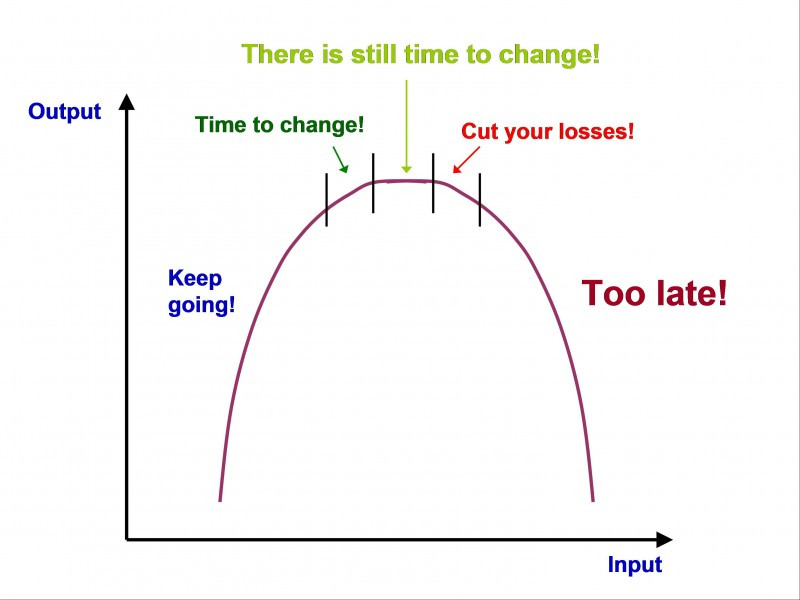 There is still time to change!
Output
Time to change!
Cut your losses!
Keep
going!
Too late!
Input